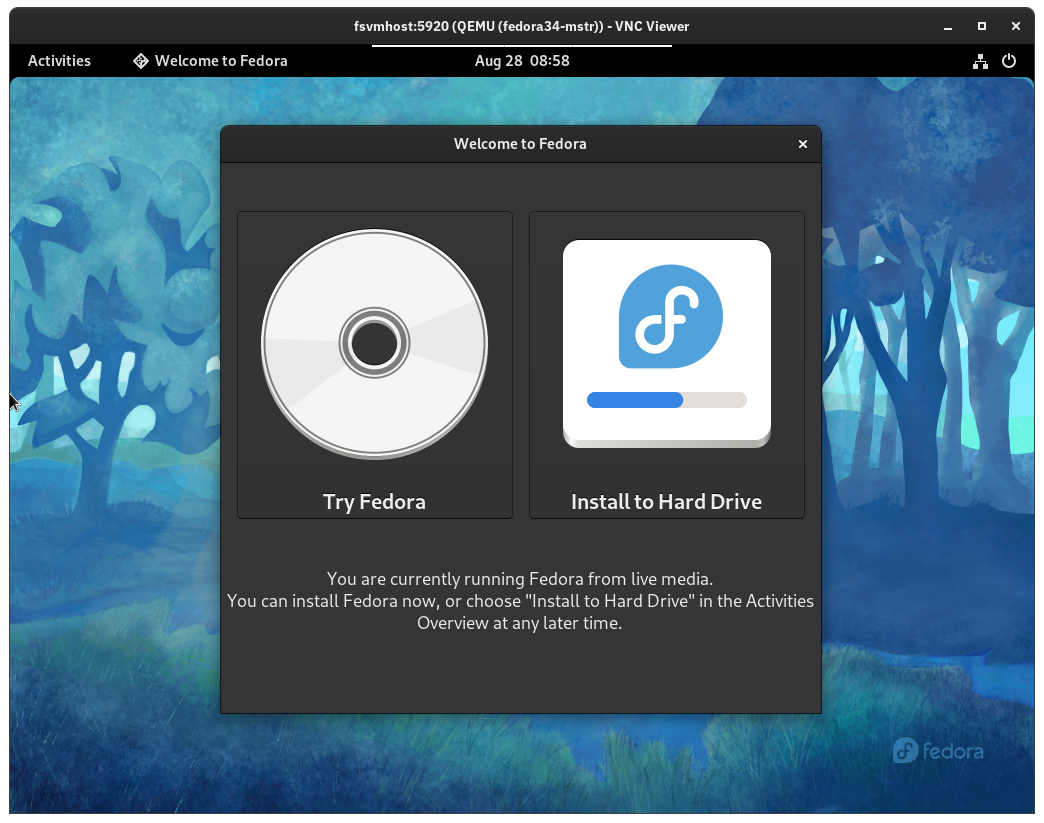 fsvmhost:5920 (QEMU (fedora34-mstr)) - VNC Viewer
Activities Welcome to Fedora Aug 28 08:58
Welcome to Fedora
Try Fedora Install to Hard Drive
You are currently running Fedora from live media.
You can install Fedora now, or choose "Install to Hard Drive" in the Activities
Overview at any later time.
fedora